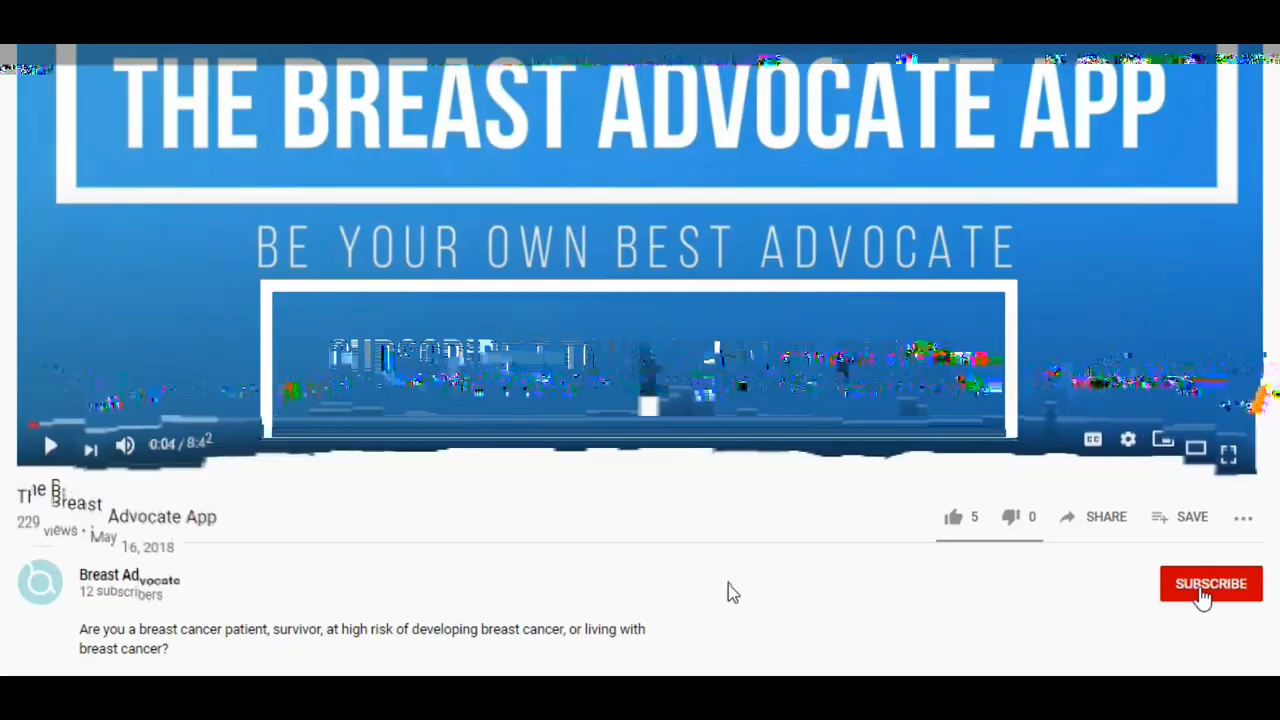 THE BREAST ADVOCATE APP
BE YOUR OWN BEST ADVOCATE
0:04 / 8:42
The Breast Advocate App
229 views • May 16, 2018
5 0 SHARE SAVE
Breast Advocate
12 subscribers
SUBSCRIBE
Are you a breast cancer patient, survivor, at high risk of developing breast cancer, or living with
breast cancer?